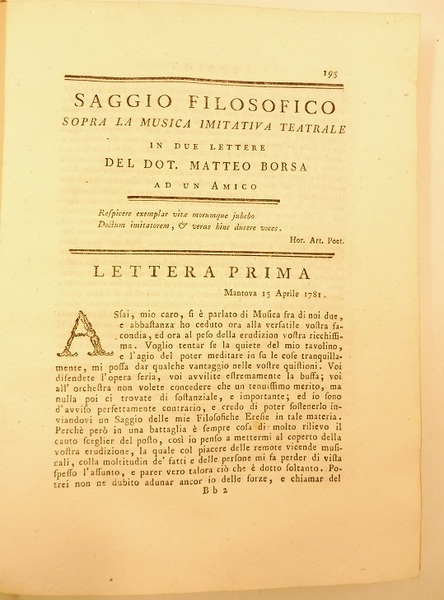 195
SAGGIO FILOSOFICO
SOPRA LA MUSICA IMITATIVA TEATRALE
IN DUE LETTERE
DEL DOT. MATTEO BORSA
AD UN AMICO
Reſpicere exemplar vitæ morumque jubebo
Doctum imitatorem, & veras hinc ducere voces.
Hor. Art. Poet.
LETTERA PRIMA
Mantova 15 Aprile 1781.
ASſai, mio caro, ſi è parlato di Muſica fra di noi due,
e abbaſtanza ho ceduto ora alla verſatile voſtra fa-
condia, ed ora al peſo della erudizion voſtra ricchiſſi-
ma. Voglio tentar ſe la quiete del mio tavolino,
e l'agio del poter meditare in ſu le coſe tranquilla-
mente, mi poſſa dar qualche vantaggio nelle voſtre quiſtioni. Voi
difendete l'opera ſeria, voi avvilite eſtremamente la buffa; voi
all'orcheſtra non volete concedere che un tenuiſſimo merito, ma
nulla poi ci trovate di ſoſtanziale, e importante; ed io ſono
d'avviſo perfettamente contrario, e credo di poter ſoſtenerlo in-
viandovi un Saggio delle mie Filoſofiche Ereſie in tale materia.
Perchè però in una battaglia è ſempre coſa di molto rilievo il
cauto ſceglier del poſto, così io penſo a mettermi al coperto della
voſtra erudizione, la quale col piacere delle remote vicende muſi-
cali, colla moltitudin de' fatti e delle perſone mi fa perder di viſta
ſpeſſo l'aſſunto, e parer vero talora ciò che è dotto ſoltanto. Po-
trei non ne dubito adunar ancor io delle forze, e chiamar del
B b 2